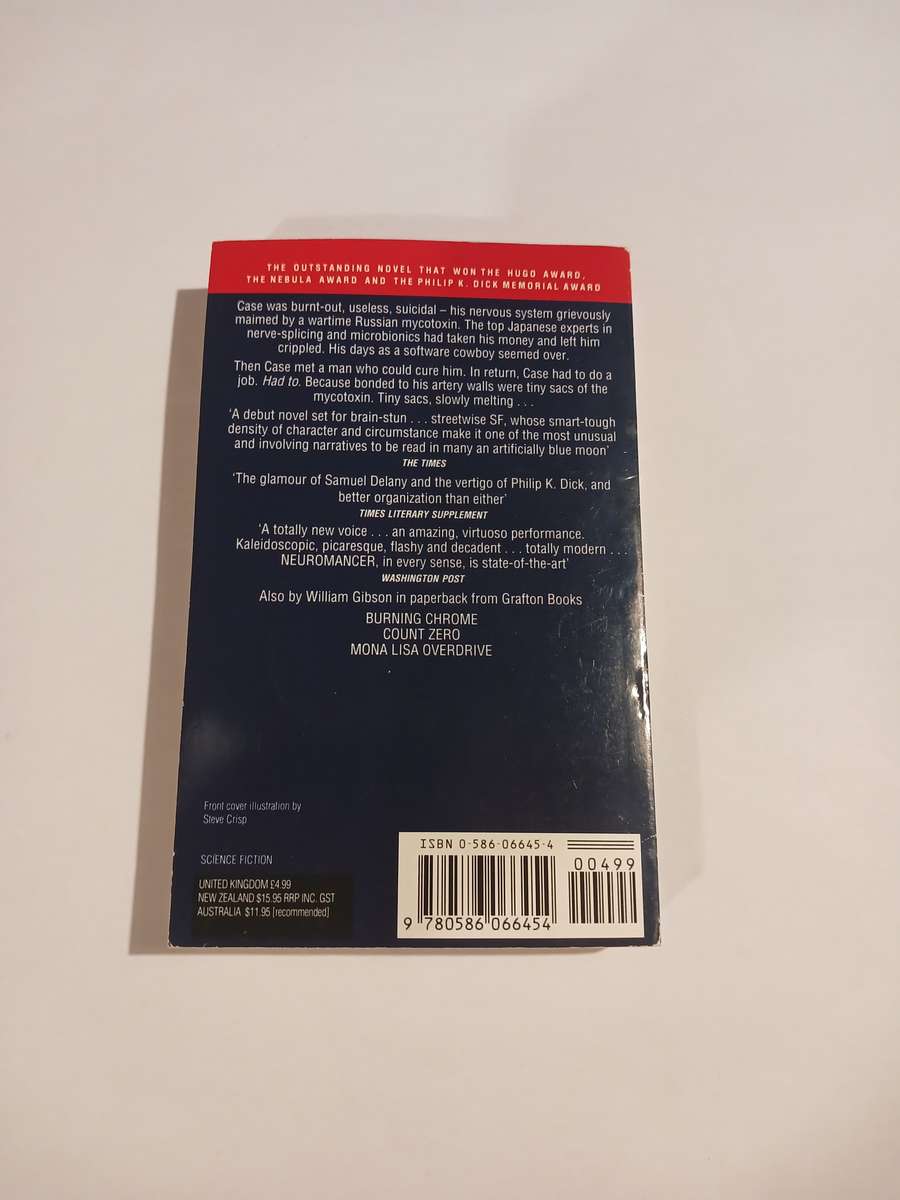 THE OUTSTANDING NOVEL THAT WON THE HUGO AWARD,
THE NEBULA AWARD AND THE PHILIP K. DICK MEMORIAL AWARD
Case was burnt-out, useless, suicidal – his nervous system grievously
maimed by a wartime Russian mycotoxin. The top Japanese experts in
nerve-splicing and microbionics had taken his money and left him
crippled. His days as a software cowboy seemed over.
Then Case met a man who could cure him. In return, Case had to do a
job. Had to. Because bonded to his artery walls were tiny sacs of the
mycotoxin. Tiny sacs, slowly melting . . .
‘A debut novel set for brain-stun . . . streetwise SF, whose smart-tough
density of character and circumstance make it one of the most unusual
and involving narratives to be read in many an artificially blue moon’
THE TIMES
‘The glamour of Samuel Delany and the vertigo of Philip K. Dick, and
better organization than either’
TIMES LITERARY SUPPLEMENT
‘A totally new voice . . . an amazing, virtuoso performance.
Kaleidoscopic, picaresque, flashy and decadent . . . totally modern . . .
NEUROMANCER, in every sense, is state-of-the-art’
WASHINGTON POST
Also by William Gibson in paperback from Grafton Books
BURNING CHROME
COUNT ZERO
MONA LISA OVERDRIVE
Front cover illustration by
Steve Crisp
SCIENCE FICTION
UNITED KINGDOM £4.99
NEW ZEALAND $15.95 RRP INC. GST
AUSTRALIA $11.95 [recommended]
ISBN 0-586-06645-4
00499
9 780586 066454